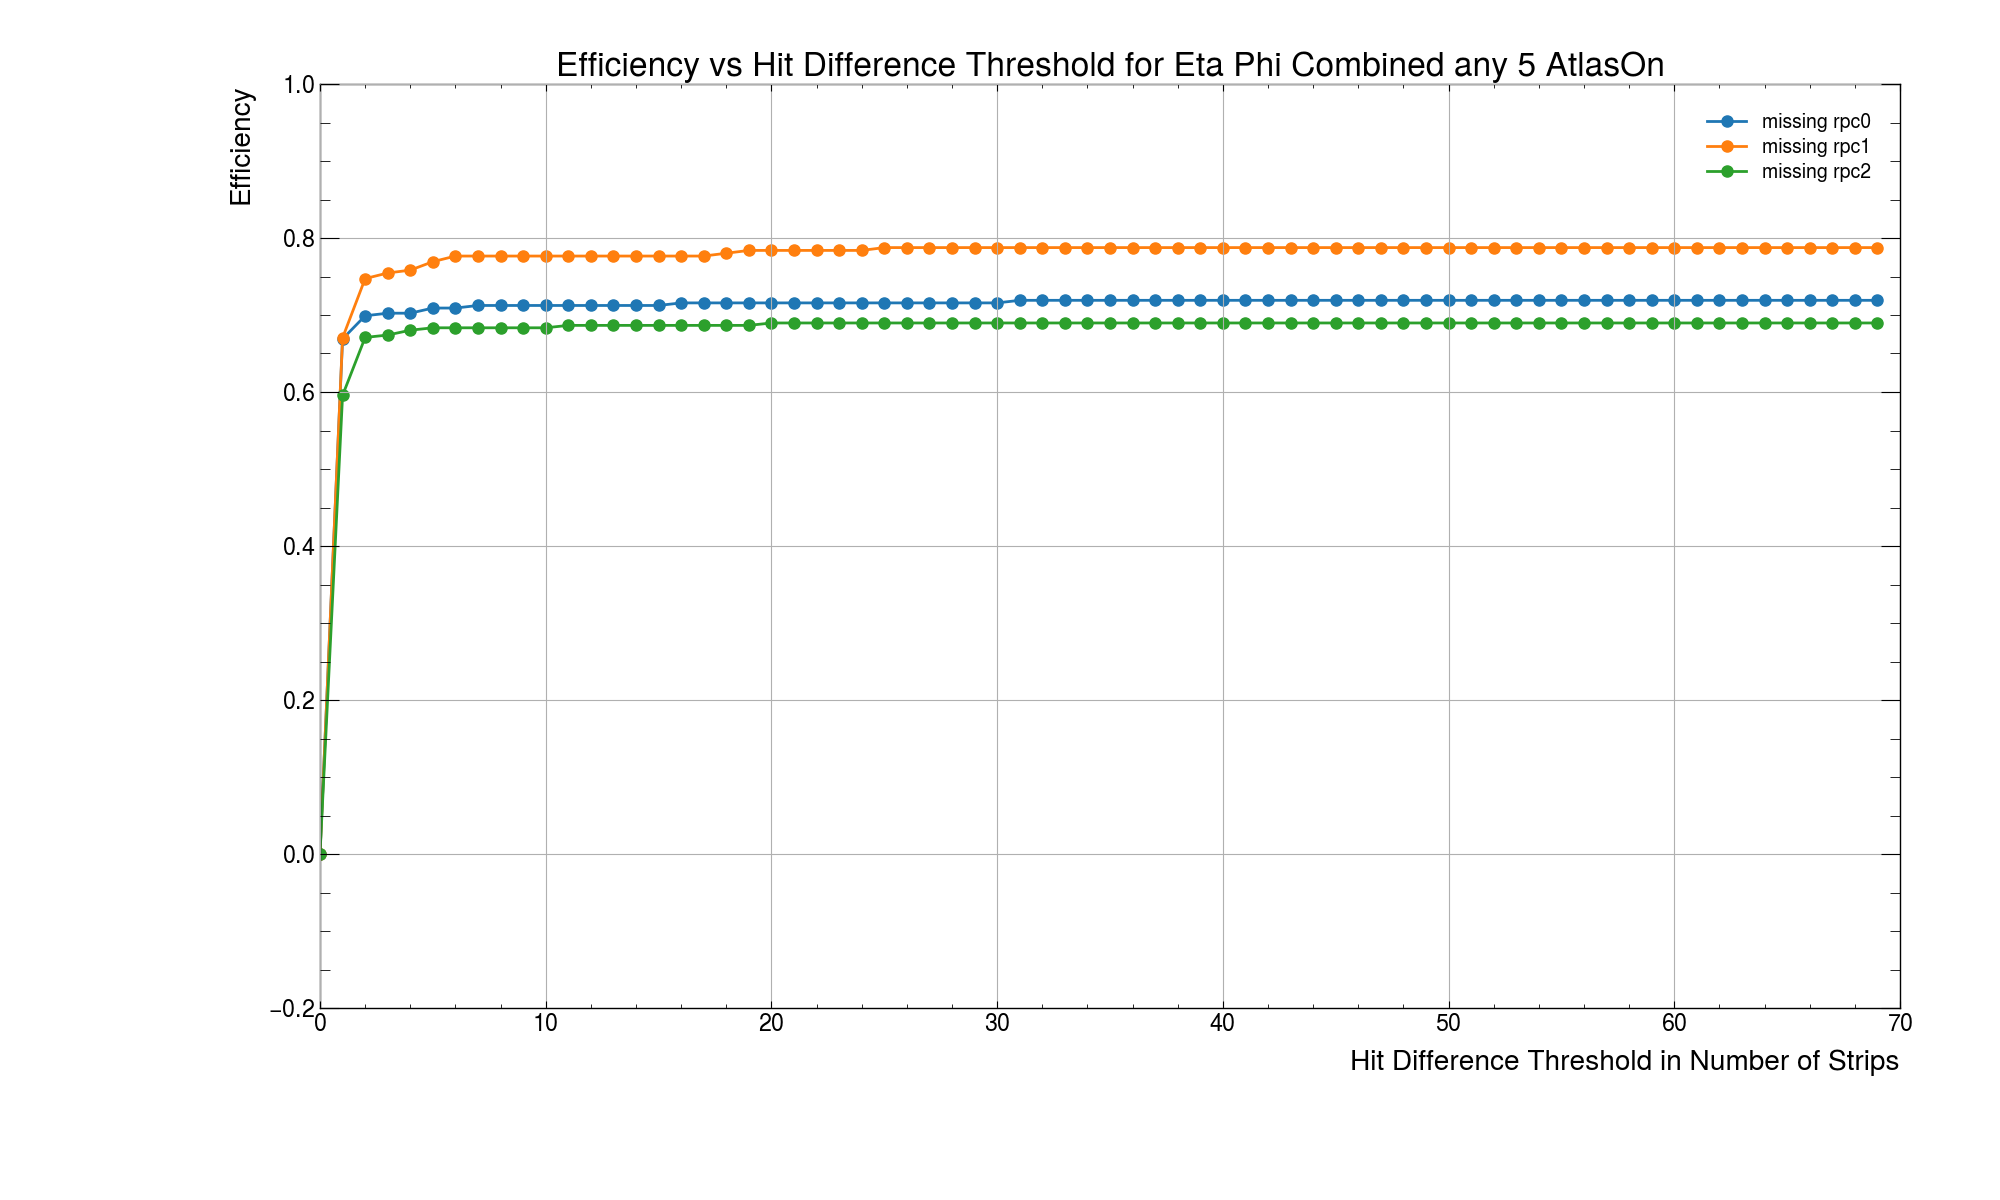 Efficiency vs Hit Difference Threshold for Eta Phi Combined any 5 AtlasOn
Efficiency
1.0
0.8
0.6
0.4
0.2
0.0
−0.2
missing rpc0
missing rpc1
missing rpc2
0 10 20 30 40 50 60 70
Hit Difference Threshold in Number of Strips